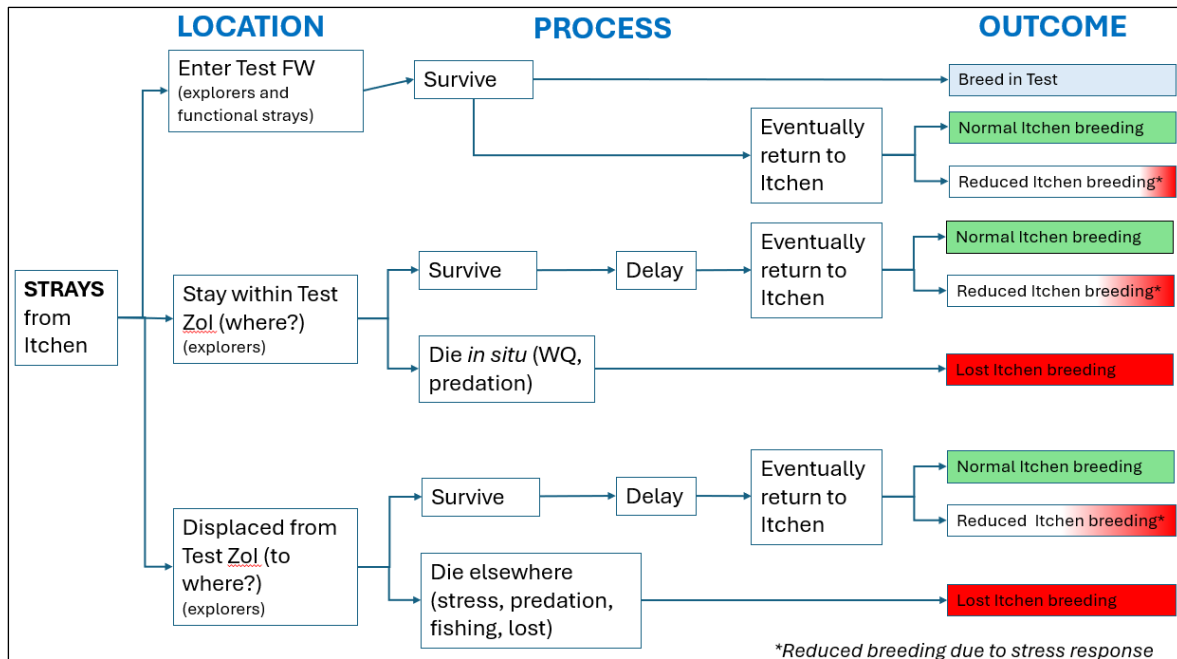 LOCATION
PROCESS
OUTCOME
STRAYS
from
Itchen
Enter Test FW
(explorers and
functional strays)
Survive
Breed in Test
Eventually
return to
Itchen
Normal Itchen breeding
Reduced Itchen breeding*
Stay within Test
ZoI (where?)
(explorers)
Survive
Delay
Eventually
return to
Itchen
Normal Itchen breeding
Reduced Itchen breeding*
Die in situ (WQ,
predation)
Lost Itchen breeding
Displaced from
Test ZoI (to
where?)
(explorers)
Survive
Delay
Eventually
return to
Itchen
Normal Itchen breeding
Reduced Itchen breeding*
Die elsewhere
(stress, predation,
fishing, lost)
Lost Itchen breeding
*Reduced breeding due to stress response